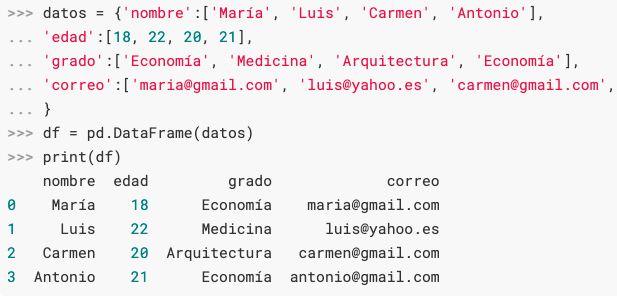 >>> datos = {'nombre':['María', 'Luis', 'Carmen', 'Antonio'],
... 'edad':[18, 22, 20, 21],
... 'grado':['Economía', 'Medicina', 'Arquitectura', 'Economía'],
... 'correo':['maria@gmail.com', 'luis@yahoo.es', 'carmen@gmail.com',
... }
>>> df = pd.DataFrame(datos)
>>> print(df)
    nombre  edad         grado             correo
0    María    18      Economía    maria@gmail.com
1     Luis    22      Medicina      luis@yahoo.es
2   Carmen    20  Arquitectura   carmen@gmail.com
3  Antonio    21      Economía  antonio@gmail.com